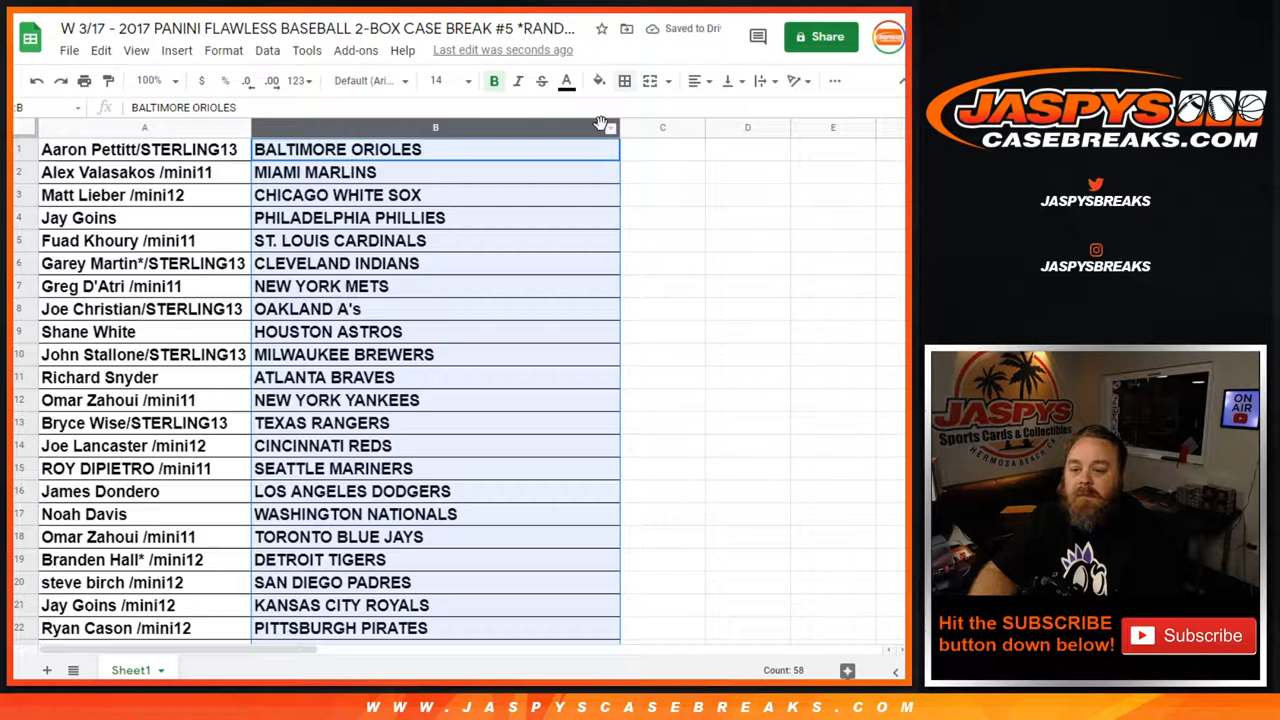 W 3/17 - 2017 PANINI FLAWLESS BASEBALL 2-BOX CASE BREAK #5 *RAND...
Saved to Dri
Share
File Edit View Insert Format Data Tools Add-ons Help Last edit was seconds ago
100% $ % .0 .00 123 Default (Ari... 14 B I S A
:B fx BALTIMORE ORIOLES
A B C D E
1 Aaron Pettitt/STERLING13 BALTIMORE ORIOLES
2 Alex Valasakos /mini11 MIAMI MARLINS
3 Matt Lieber /mini12 CHICAGO WHITE SOX
4 Jay Goins PHILADELPHIA PHILLIES
5 Fuad Khoury /mini11 ST. LOUIS CARDINALS
6 Garey Martin*/STERLING13 CLEVELAND INDIANS
7 Greg D'Atri /mini11 NEW YORK METS
8 Joe Christian/STERLING13 OAKLAND A's
9 Shane White HOUSTON ASTROS
10 John Stallone/STERLING13 MILWAUKEE BREWERS
11 Richard Snyder ATLANTA BRAVES
12 Omar Zahoui /mini11 NEW YORK YANKEES
13 Bryce Wise/STERLING13 TEXAS RANGERS
14 Joe Lancaster /mini12 CINCINNATI REDS
15 ROY DIPIETRO /mini11 SEATTLE MARINERS
16 James Dondero LOS ANGELES DODGERS
17 Noah Davis WASHINGTON NATIONALS
18 Omar Zahoui /mini11 TORONTO BLUE JAYS
19 Branden Hall* /mini12 DETROIT TIGERS
20 steve birch /mini12 SAN DIEGO PADRES
21 Jay Goins /mini12 KANSAS CITY ROYALS
22 Ryan Cason /mini12 PITTSBURGH PIRATES
Sheet1
Count: 58
JASPYS
CASEBREAKS.COM
JASPYSBREAKS
JASPYSBREAKS
JASPYS
Sports Cards & Collectibles
HERMOSA BEACH
ON
AIR
Hit the SUBSCRIBE
button down below!
Subscribe
WWW.JASPYSCASEBREAKS.COM